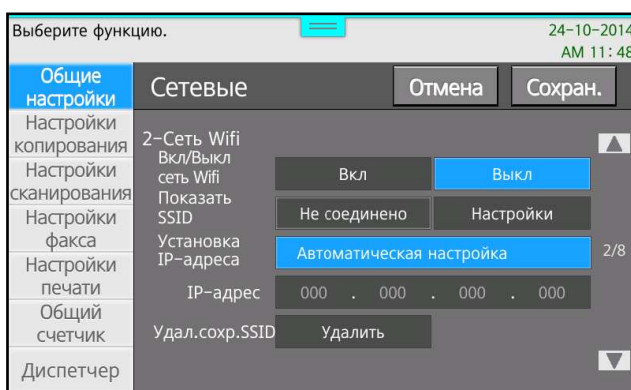 Выберите функцию.
24-10-2014
AM 11:48
Общие
настройки
Настройки
копирования
Настройки
сканирования
Настройки
факса
Настройки
печати
Общий
счетчик
Диспетчер
Сетевые
Отмена
Сохран.
2-Сеть Wifi
Вкл/Выкл
сеть Wifi
Вкл
Выкл
Показать
SSID
Не соединено
Настройки
Установка
IP-адреса
Автоматическая настройка
2/8
IP-адрес
000 . 000 . 000 . 000
Удал.сохр.SSID
Удалить